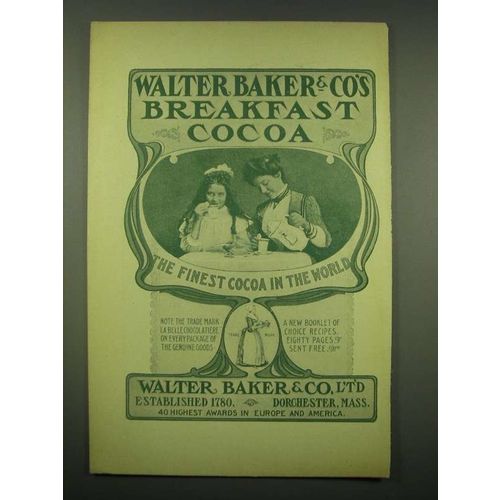 WALTER BAKER & CO'S
BREAKFAST
COCOA
THE FINEST COCOA IN THE WORLD
NOTE THE TRADE MARK
LA BELLE CHOCOLATIERE
ON EVERY PACKAGE OF
THE GENUINE GOODS
TRADE MARK
A NEW BOOKLET OF
CHOICE RECIPES.
EIGHTY PAGES
SENT FREE.
WALTER BAKER & CO. L'T'D
ESTABLISHED 1780. DORCHESTER, MASS.
40 HIGHEST AWARDS IN EUROPE AND AMERICA.